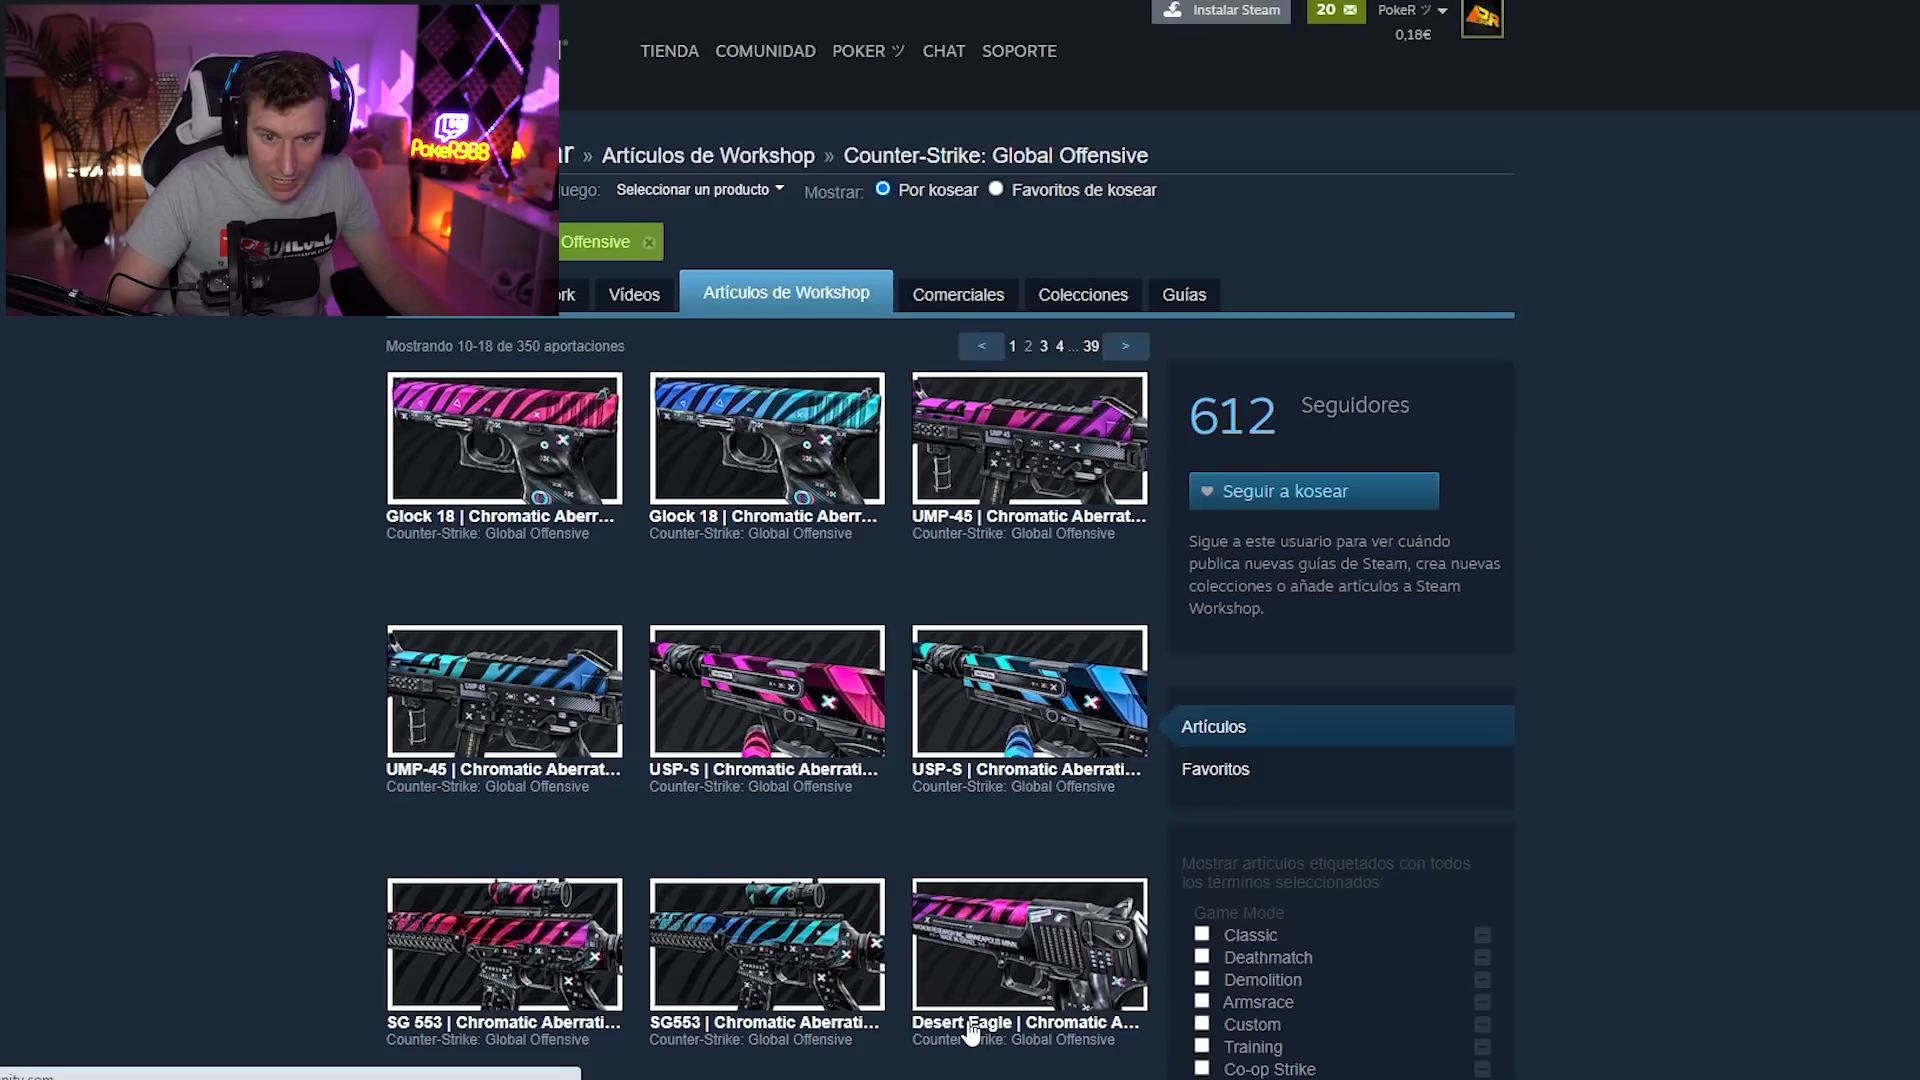 Instalar Steam
20
PokeR ツ
0,18€
TIENDA COMUNIDAD POKER ツ CHAT SOPORTE
PokeR988
» Artículos de Workshop » Counter-Strike: Global Offensive
Seleccionar un producto
Mostrar: Por kosear Favoritos de kosear
Offensive
Vídeos
Artículos de Workshop
Comerciales
Colecciones
Guías
Mostrando 10-18 de 350 aportaciones
< 1 2 3 4 ... 39 >
Glock 18 | Chromatic Aberr...
Counter-Strike: Global Offensive
Glock 18 | Chromatic Aberr...
Counter-Strike: Global Offensive
UMP-45 | Chromatic Aberrat...
Counter-Strike: Global Offensive
UMP-45 | Chromatic Aberrat...
Counter-Strike: Global Offensive
USP-S | Chromatic Aberrati...
Counter-Strike: Global Offensive
USP-S | Chromatic Aberrati...
Counter-Strike: Global Offensive
SG 553 | Chromatic Aberrati...
Counter-Strike: Global Offensive
SG553 | Chromatic Aberrati...
Counter-Strike: Global Offensive
Desert Eagle | Chromatic A...
Global Offensive
612 Seguidores
Seguir a kosear
Sigue a este usuario para ver cuándo
publica nuevas guías de Steam, crea nuevas
colecciones o añade artículos a Steam
Workshop.
Artículos
Favoritos
Mostrar artículos etiquetados con todos
los términos seleccionados:
Game Mode
Classic
Deathmatch
Demolition
Armsrace
Custom
Training
Co-op Strike